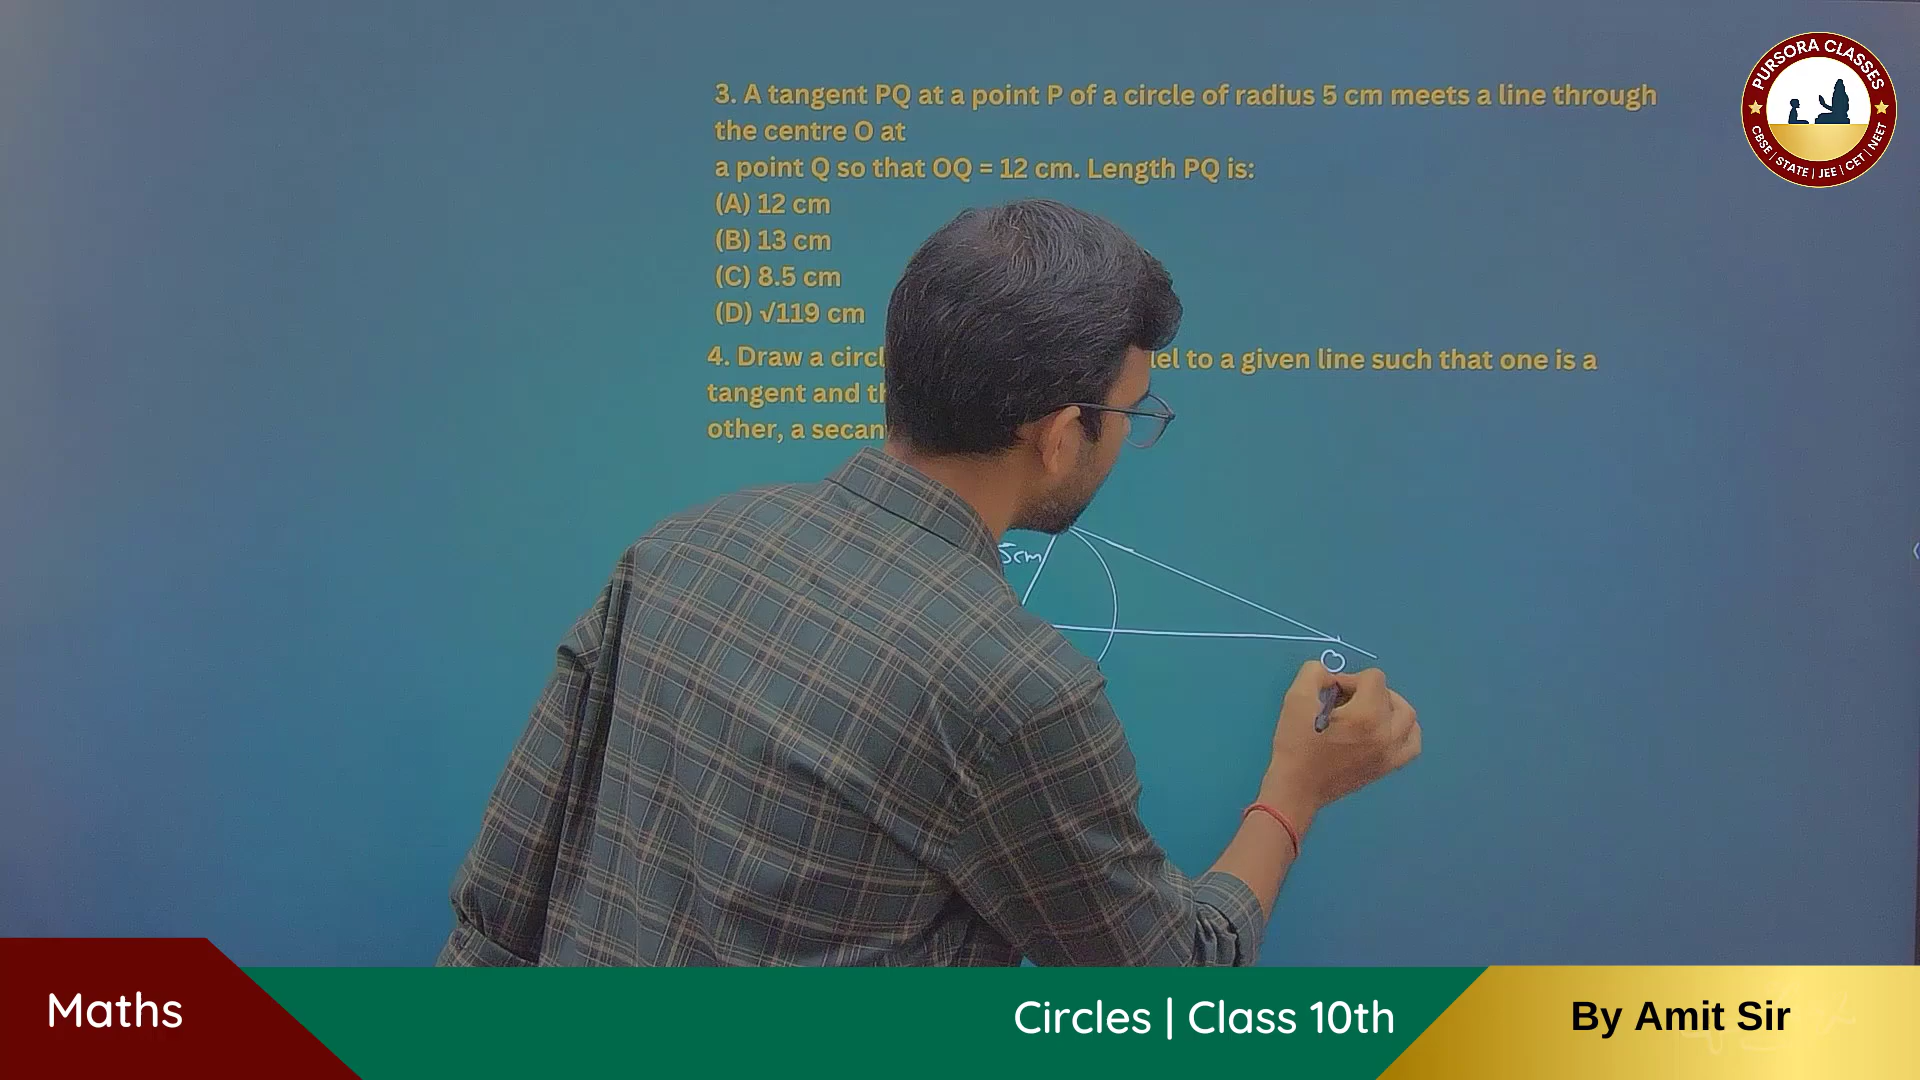 3. A tangent PQ at a point P of a circle of radius 5 cm meets a line through
the centre O at
a point Q so that OQ = 12 cm. Length PQ is:
(A) 12 cm
(B) 13 cm
(C) 8.5 cm
(D) √119 cm
4. Draw a circl lel to a given line such that one is a
tangent and th
other, a secan
5cm
PURSORA CLASSES
CBSE | STATE | JEE | CET | NEET
Maths
Circles | Class 10th
By Amit Sir